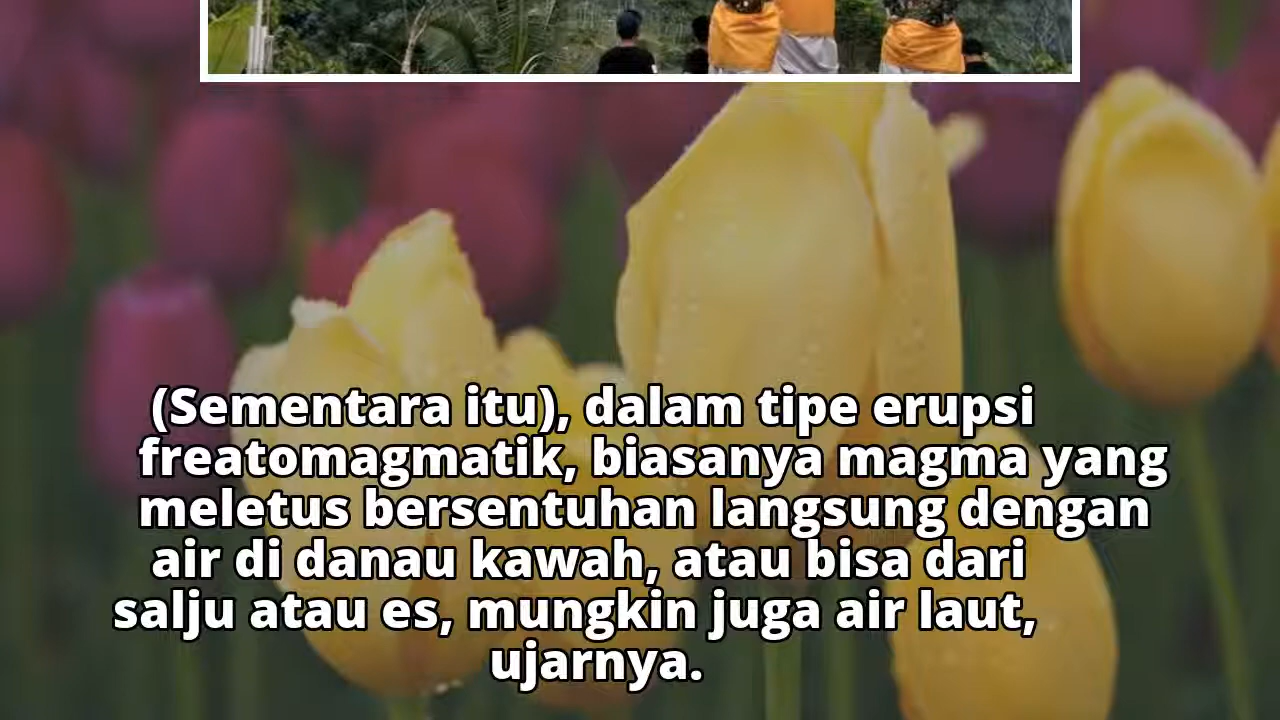 (Sementara itu), dalam tipe erupsi
freatomagmatik, biasanya magma yang
meletus bersentuhan langsung dengan
air di danau kawah, atau bisa dari
salju atau es, mungkin juga air laut,
ujarnya.